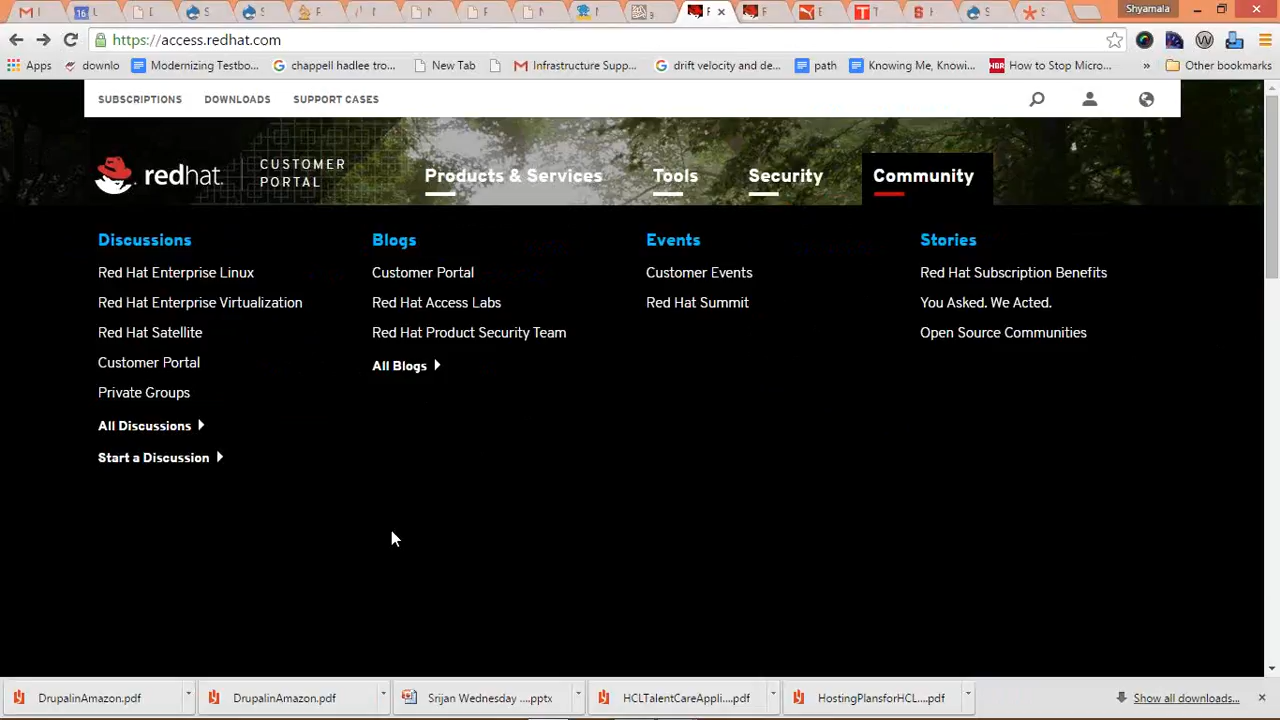 Shyamala
https://access.redhat.com
Apps downlo Modernizing Testbo... chappell hadlee tro... New Tab Infrastructure Supp... drift velocity and de... path Knowing Me, Knowi... HBR How to Stop Micro... » Other bookmarks
SUBSCRIPTIONS DOWNLOADS SUPPORT CASES
redhat. CUSTOMER PORTAL
Products & Services Tools Security Community
Discussions
Red Hat Enterprise Linux
Red Hat Enterprise Virtualization
Red Hat Satellite
Customer Portal
Private Groups
All Discussions
Start a Discussion
Blogs
Customer Portal
Red Hat Access Labs
Red Hat Product Security Team
All Blogs
Events
Customer Events
Red Hat Summit
Stories
Red Hat Subscription Benefits
You Asked. We Acted.
Open Source Communities
DrupalinAmazon.pdf DrupalinAmazon.pdf Srijan Wednesday ....pptx HCLTalentCareAppli....pdf HostingPlansforHCL....pdf Show all downloads...